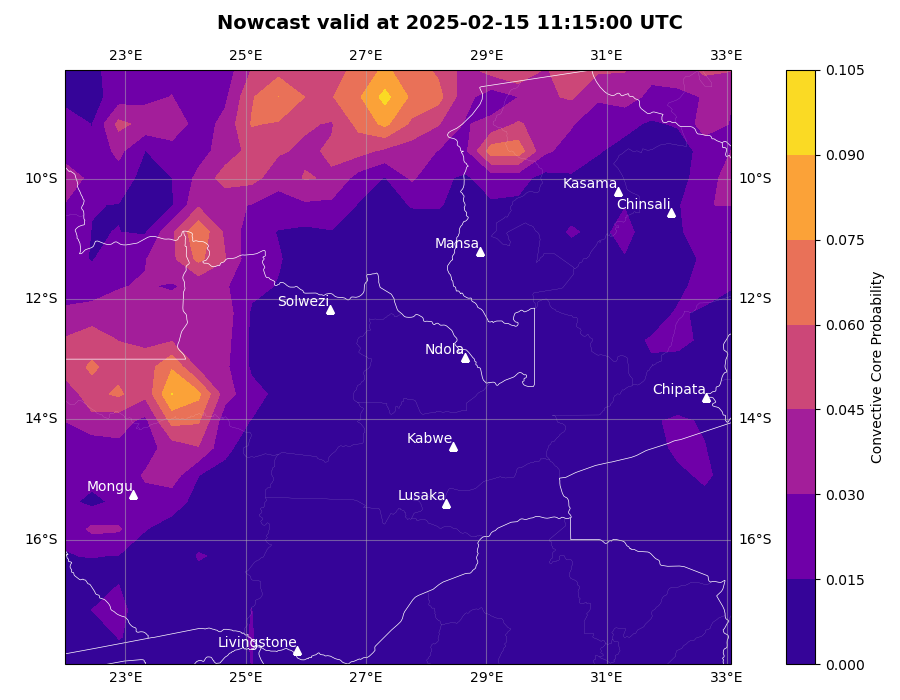 Nowcast valid at 2025-02-15 11:15:00 UTC
23°E 25°E 27°E 29°E 31°E 33°E
0.105
0.090
10°S Kasama 10°S
Chinsali
0.075
Mansa
12°S 12°S
Solwezi
0.060
Ndola
Chipata
0.045
14°S 14°S
Kabwe
Mongu
Lusaka
0.030
16°S 16°S
0.015
Livingstone
0.000
23°E 25°E 27°E 29°E 31°E 33°E
Convective Core Probability